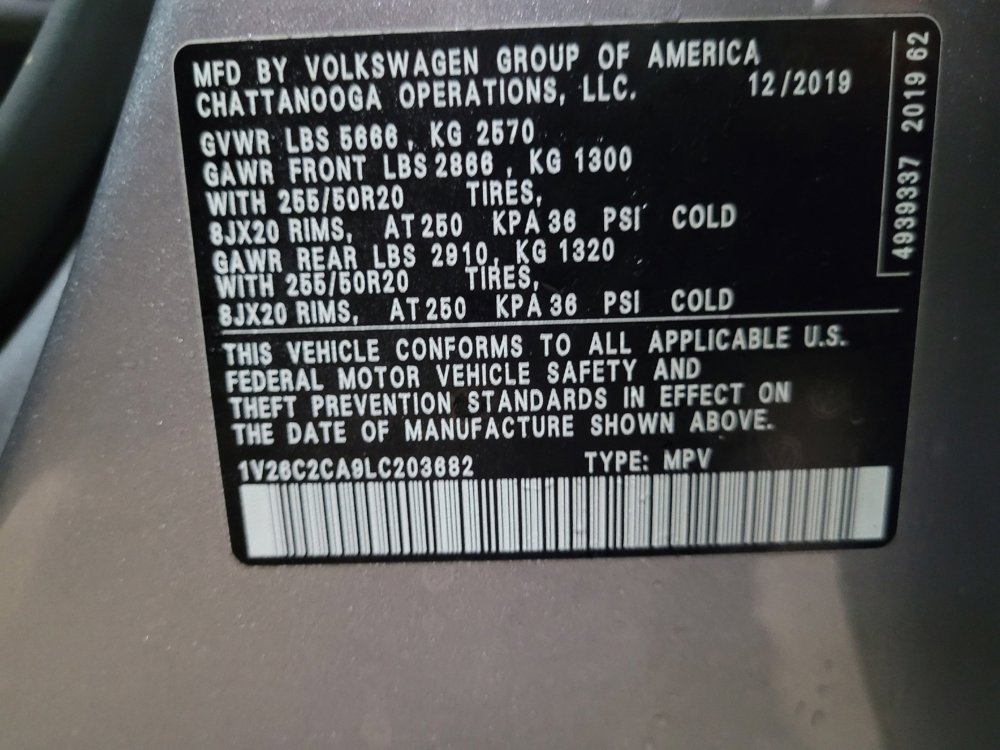 MFD BY VOLKSWAGEN GROUP OF AMERICA
CHATTANOOGA OPERATIONS, LLC. 12/2019
GVWR LBS 5666 , KG 2570
GAWR FRONT LBS 2866 , KG 1300
WITH 255/50R20 TIRES,
8JX20 RIMS, AT 250 KPA 36 PSI COLD
GAWR REAR LBS 2910, KG 1320
WITH 255/50R20 TIRES,
8JX20 RIMS, AT 250 KPA 36 PSI COLD
THIS VEHICLE CONFORMS TO ALL APPLICABLE U.S.
FEDERAL MOTOR VEHICLE SAFETY AND
THEFT PREVENTION STANDARDS IN EFFECT ON
THE DATE OF MANUFACTURE SHOWN ABOVE.
1V26C2CA9LC203682 TYPE: MPV
4939337 2019 62